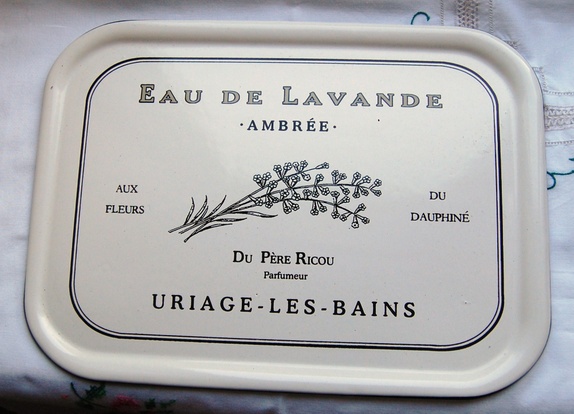 EAU DE LAVANDE
·AMBRÉE·
AUX
FLEURS
DU
DAUPHINÉ
DU PÈRE RICOU
Parfumeur
URIAGE-LES-BAINS